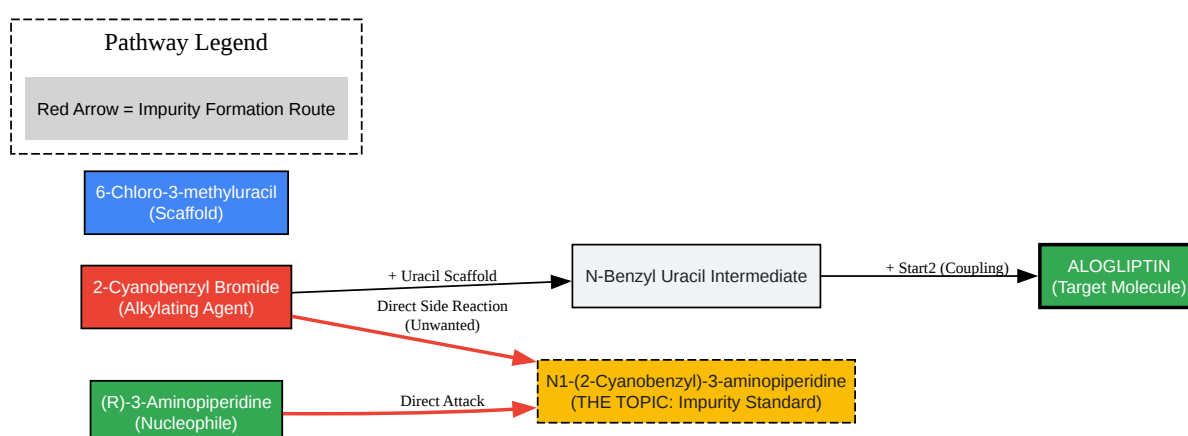 Pathway Legend
Red Arrow = Impurity Formation Route
6-Chloro-3-methyluracil
(Scaffold)
2-Cyanobenzyl Bromide
(Alkylating Agent)
+ Uracil Scaffold
Direct Side Reaction
(Unwanted)
N-Benzyl Uracil Intermediate
+ Start2 (Coupling)
ALOGLIPTIN
(Target Molecule)
(R)-3-Aminopiperidine
(Nucleophile)
Direct Attack
N1-(2-Cyanobenzyl)-3-aminopiperidine
(THE TOPIC: Impurity Standard)